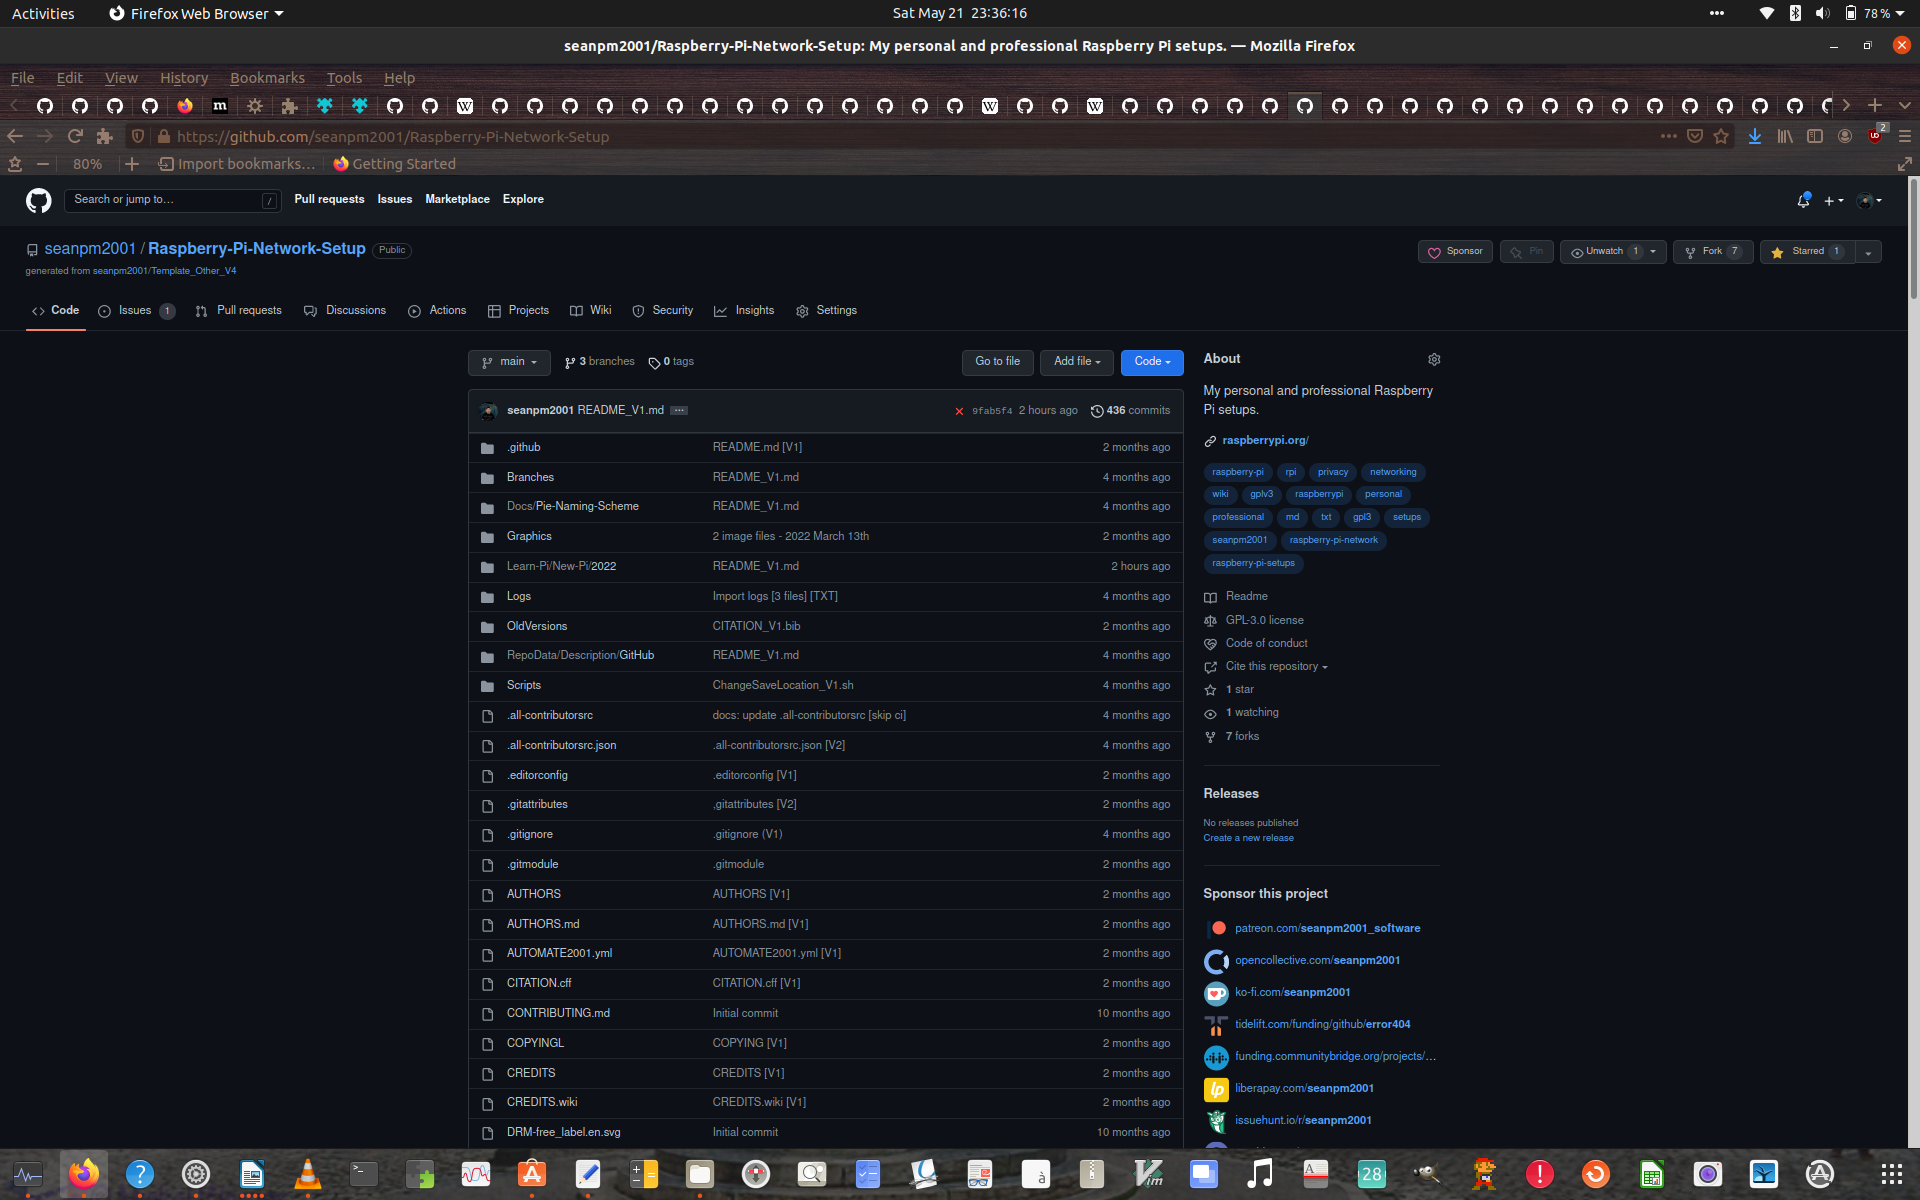 Activities
Firefox Web Browser
Sat May 21 23:36:16
78 %
seanpm2001/Raspberry-Pi-Network-Setup: My personal and professional Raspberry Pi setups. — Mozilla Firefox
File Edit View History Bookmarks Tools Help
https://github.com/seanpm2001/Raspberry-Pi-Network-Setup
2
80%
Import bookmarks...
Getting Started
Search or jump to...
/
Pull requests
Issues
Marketplace
Explore
seanpm2001 / Raspberry-Pi-Network-Setup
Public
generated from seanpm2001/Template_Other_V4
Sponsor
Pin
Unwatch 1
Fork 7
Starred 1
Code
Issues 1
Pull requests
Discussions
Actions
Projects
Wiki
Security
Insights
Settings
main
3 branches
0 tags
Go to file
Add file
Code
seanpm2001 README_V1.md
9fab5f4 2 hours ago
436 commits
.github README.md [V1] 2 months ago
Branches README_V1.md 4 months ago
Docs/Pie-Naming-Scheme README_V1.md 4 months ago
Graphics 2 image files - 2022 March 13th 2 months ago
Learn-Pi/New-Pi/2022 README_V1.md 2 hours ago
Logs Import logs [3 files] [TXT] 4 months ago
OldVersions CITATION_V1.bib 2 months ago
RepoData/Description/GitHub README_V1.md 4 months ago
Scripts ChangeSaveLocation_V1.sh 4 months ago
.all-contributorsrc docs: update .all-contributorsrc [skip ci] 4 months ago
.all-contributorsrc.json .all-contributorsrc.json [V2] 4 months ago
.editorconfig .editorconfig [V1] 2 months ago
.gitattributes ,gitattributes [V2] 2 months ago
.gitignore .gitignore (V1) 4 months ago
.gitmodule .gitmodule 2 months ago
AUTHORS AUTHORS [V1] 2 months ago
AUTHORS.md AUTHORS.md [V1] 2 months ago
AUTOMATE2001.yml AUTOMATE2001.yml [V1] 2 months ago
CITATION.cff CITATION.cff [V1] 2 months ago
CONTRIBUTING.md Initial commit 10 months ago
COPYINGL COPYING [V1] 2 months ago
CREDITS CREDITS [V1] 2 months ago
CREDITS.wiki CREDITS.wiki [V1] 2 months ago
DRM-free_label.en.svg Initial commit 10 months ago
About
My personal and professional Raspberry
Pi setups.
raspberrypi.org/
raspberry-pi rpi privacy networking
wiki gplv3 raspberrypi personal
professional md txt gpl3 setups
seanpm2001 raspberry-pi-network
raspberry-pi-setups
Readme
GPL-3.0 license
Code of conduct
Cite this repository
1 star
1 watching
7 forks
Releases
No releases published
Create a new release
Sponsor this project
patreon.com/seanpm2001_software
opencollective.com/seanpm2001
ko-fi.com/seanpm2001
tidelift.com/funding/github/error404
funding.communitybridge.org/projects/...
liberapay.com/seanpm2001
issuehunt.io/r/seanpm2001
28